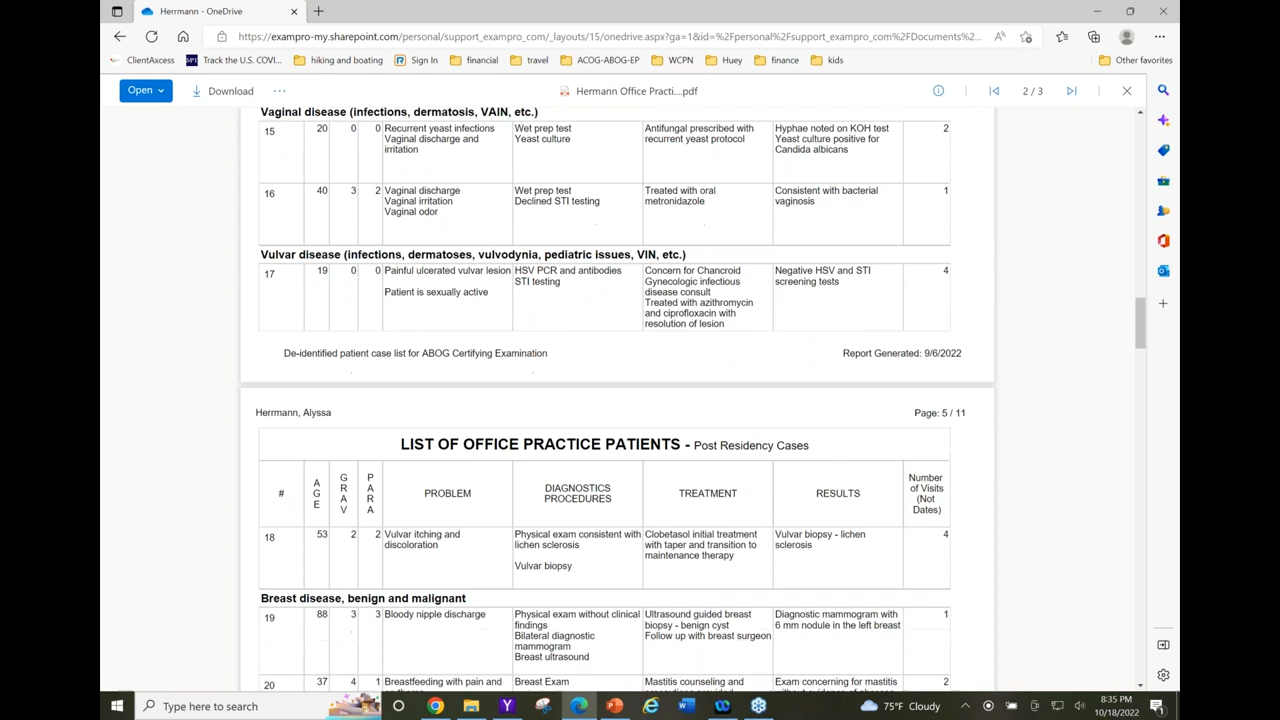 Herrmann - OneDrive
https://exampro-my.sharepoint.com/personal/support_exampro_com/_layouts/15/onedrive.aspx?ga=1&id=%2Fpersonal%2Fsupport_exampro_com%2FDocuments%2...
ClientAxcess Track the U.S. COVI... hiking and boating Sign In financial travel ACOG-ABOG-EP WCPN Huey finance kids Other favorites
Open Download ... Hermann Office Practi....pdf 2 / 3
Vaginal disease (infections, dermatosis, VAIN, etc.)
15 20 0 0 Recurrent yeast infections Wet prep test Antifungal prescribed with Hyphae noted on KOH test 2
Vaginal discharge and Yeast culture recurrent yeast protocol Yeast culture positive for
irritation Candida albicans
16 40 3 2 Vaginal discharge Wet prep test Treated with oral Consistent with bacterial 1
Vaginal irritation Declined STI testing metronidazole vaginosis
Vaginal odor
Vulvar disease (infections, dermatoses, vulvodynia, pediatric issues, VIN, etc.)
17 19 0 0 Painful ulcerated vulvar lesion HSV PCR and antibodies Concern for Chancroid Negative HSV and STI 4
STI testing Gynecologic infectious screening tests
Patient is sexually active disease consult
Treated with azithromycin
and ciprofloxacin with
resolution of lesion
De-identified patient case list for ABOG Certifying Examination Report Generated: 9/6/2022
Herrmann, Alyssa Page: 5 / 11
LIST OF OFFICE PRACTICE PATIENTS - Post Residency Cases
# AGE GRAV PARA PROBLEM DIAGNOSTICS PROCEDURES TREATMENT RESULTS Number of Visits (Not Dates)
18 53 2 2 Vulvar itching and Physical exam consistent with Clobetasol initial treatment Vulvar biopsy - lichen 4
discoloration lichen sclerosis with taper and transition to sclerosis
maintenance therapy
Vulvar biopsy
Breast disease, benign and malignant
19 88 3 3 Bloody nipple discharge Physical exam without clinical Ultrasound guided breast Diagnostic mammogram with 1
findings biopsy - benign cyst 6 mm nodule in the left breast
Bilateral diagnostic Follow up with breast surgeon
mammogram
Breast ultrasound
20 37 4 1 Breastfeeding with pain and Breast Exam Mastitis counseling and Exam concerning for mastitis 2
Type here to search 75°F Cloudy 8:35 PM
10/18/2022